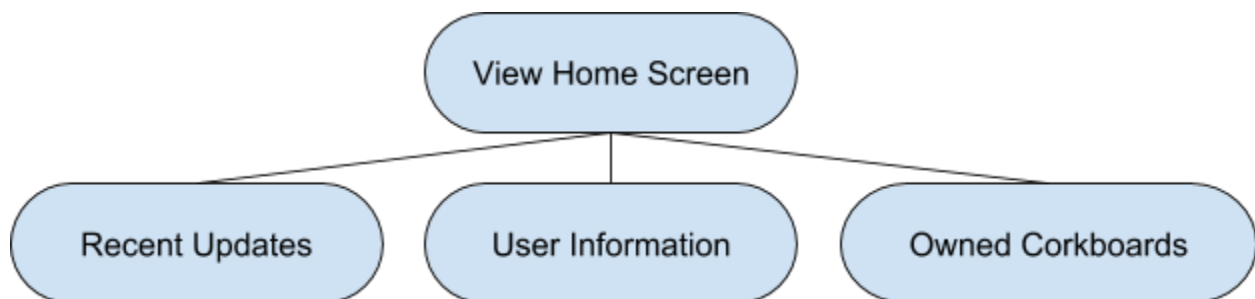 View Home Screen
Recent Updates
User Information
Owned Corkboards